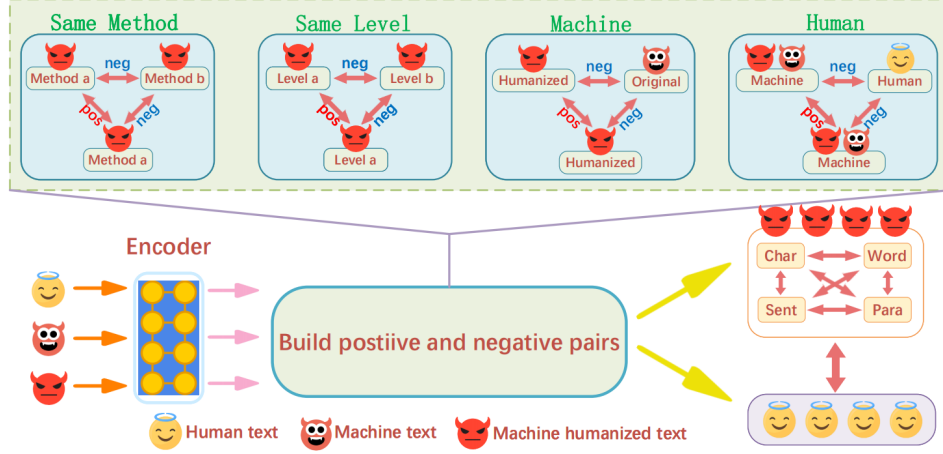 Same Method
Same Level
Machine
Human
neg
Method a
Method b
pos
neg
Method a
neg
Level a
Level b
pos
neg
Level a
neg
Humanized
Original
pos
neg
Humanized
neg
Machine
Human
pos
neg
Machine
Encoder
Build postiive and negative pairs
Char
Word
Sent
Para
Human text
Machine text
Machine humanized text